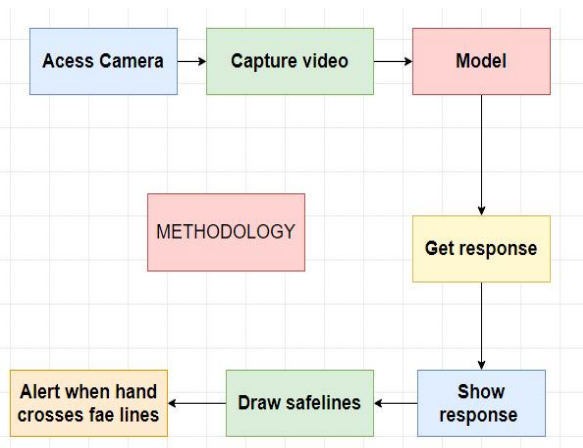 Acess Camera
Capture video
Model
METHODOLOGY
Get response
Show
response
Draw safelines
Alert when hand
crosses fae lines